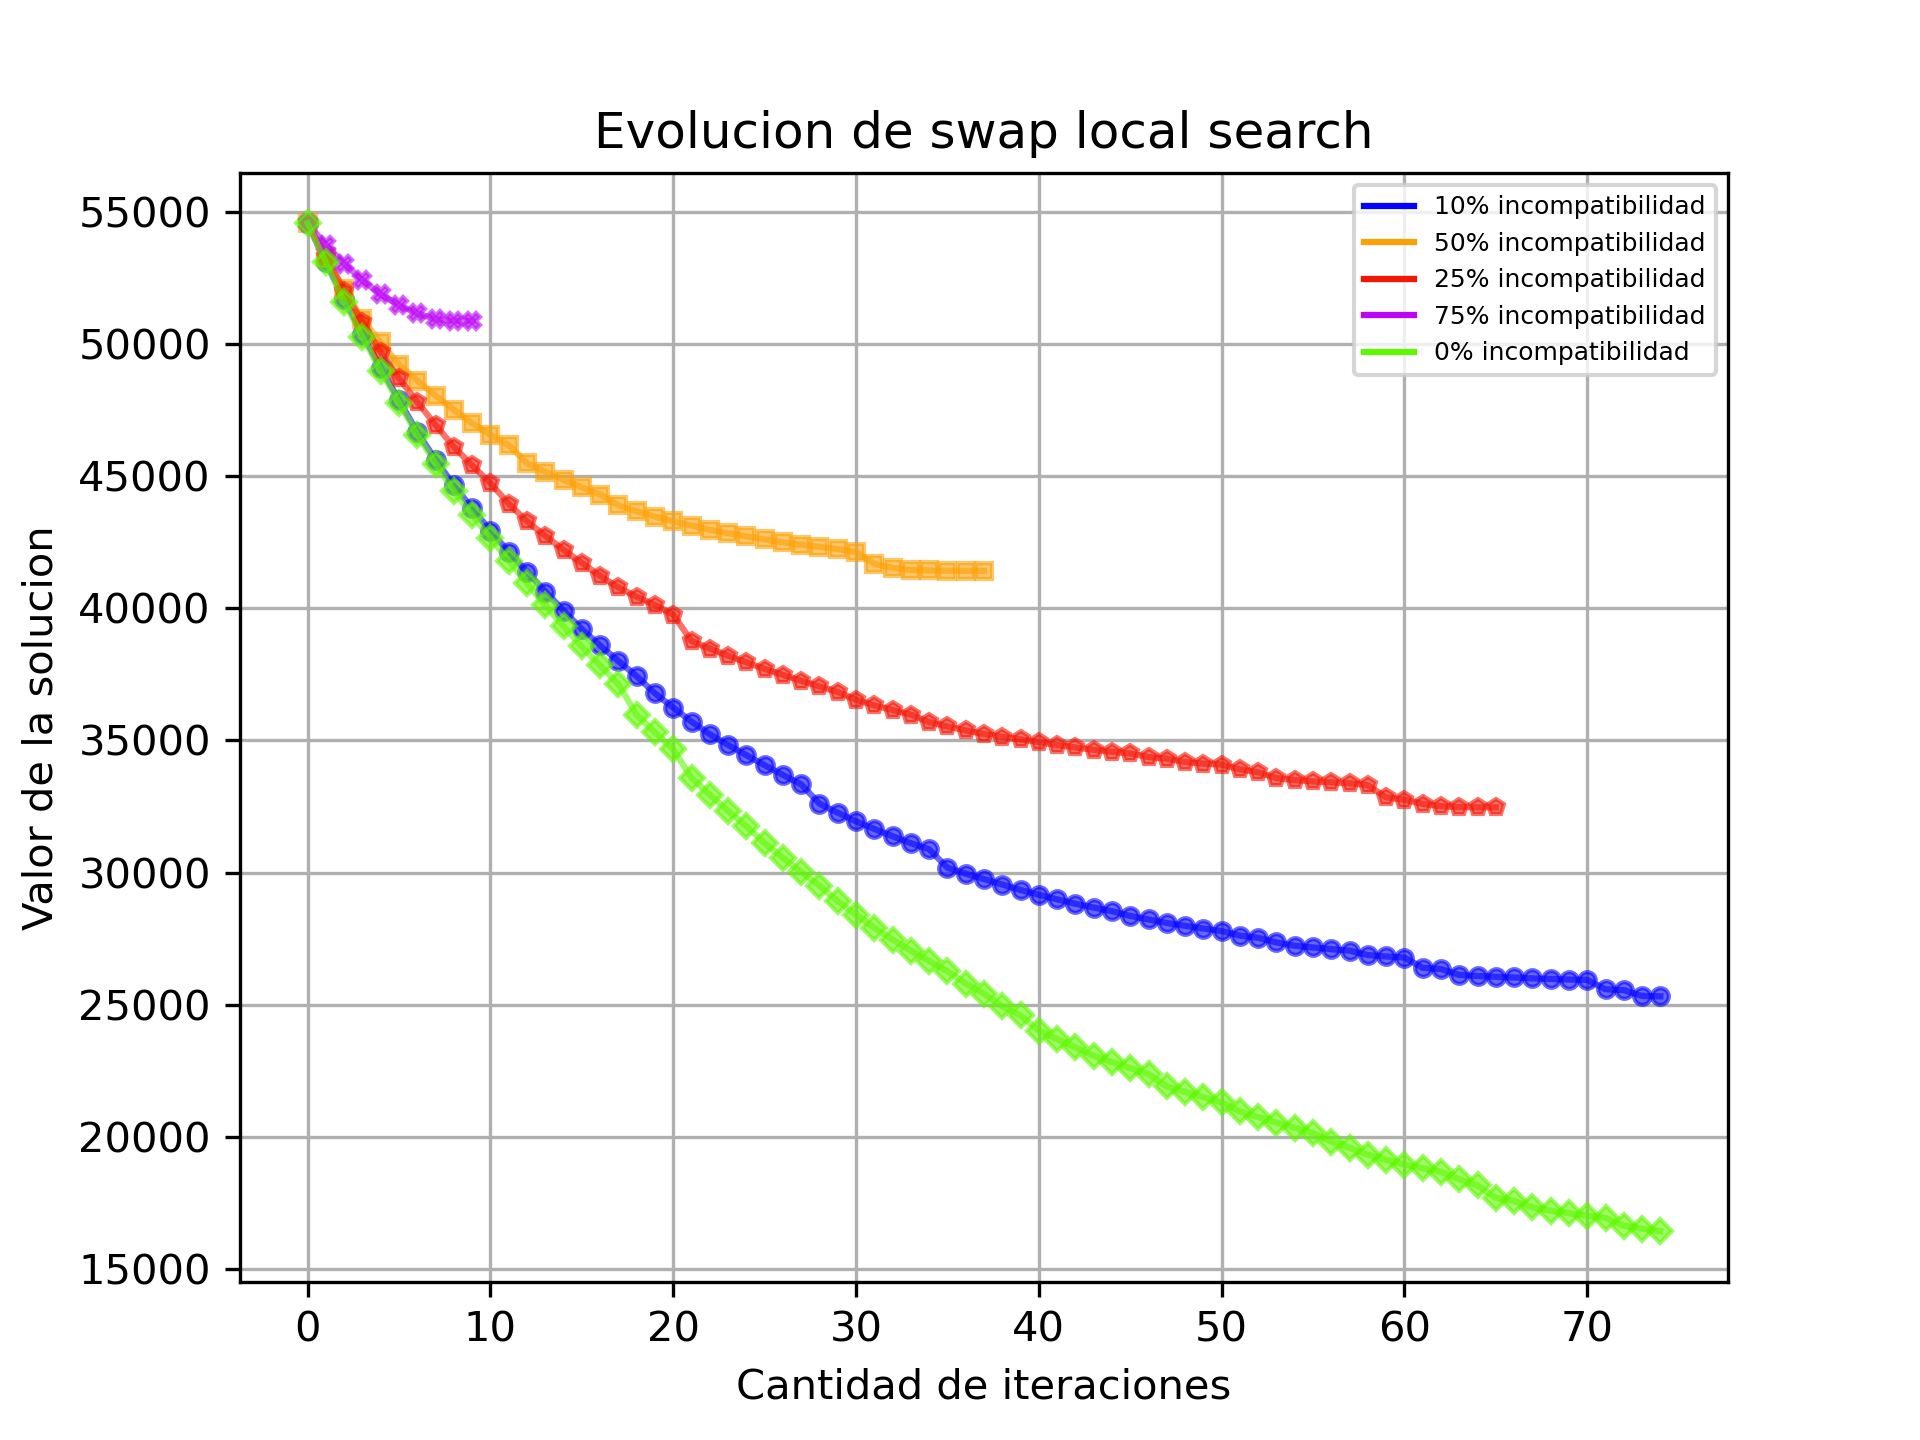 Evolucion de swap local search
10% incompatibilidad
50% incompatibilidad
25% incompatibilidad
75% incompatibilidad
0% incompatibilidad
Valor de la solucion
55000
50000
45000
40000
35000
30000
25000
20000
15000
0 10 20 30 40 50 60 70
Cantidad de iteraciones